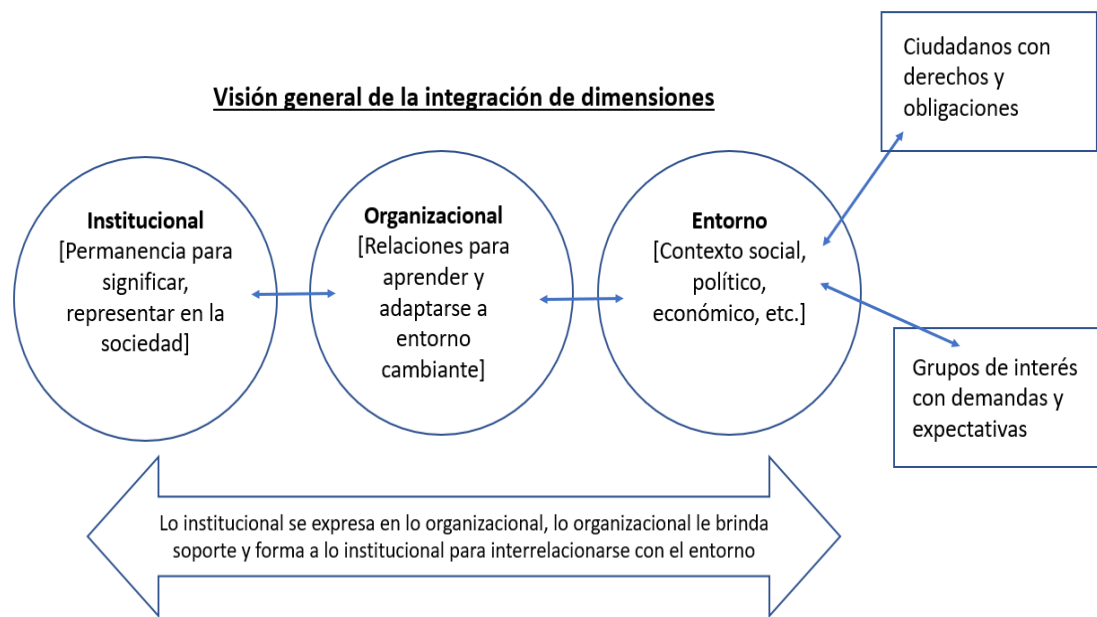 Visión general de la integración de dimensiones
Institucional
[Permanencia para
significar,
representar en la
sociedad]
Organizacional
[Relaciones para
aprender y
adaptarse a
entorno
cambiante]
Entorno
[Contexto social,
político,
económico, etc.]
Ciudadanos con
derechos y
obligaciones
Grupos de interés
con demandas y
expectativas
Lo institucional se expresa en lo organizacional, lo organizacional le brinda
soporte y forma a lo institucional para interrelacionarse con el entorno